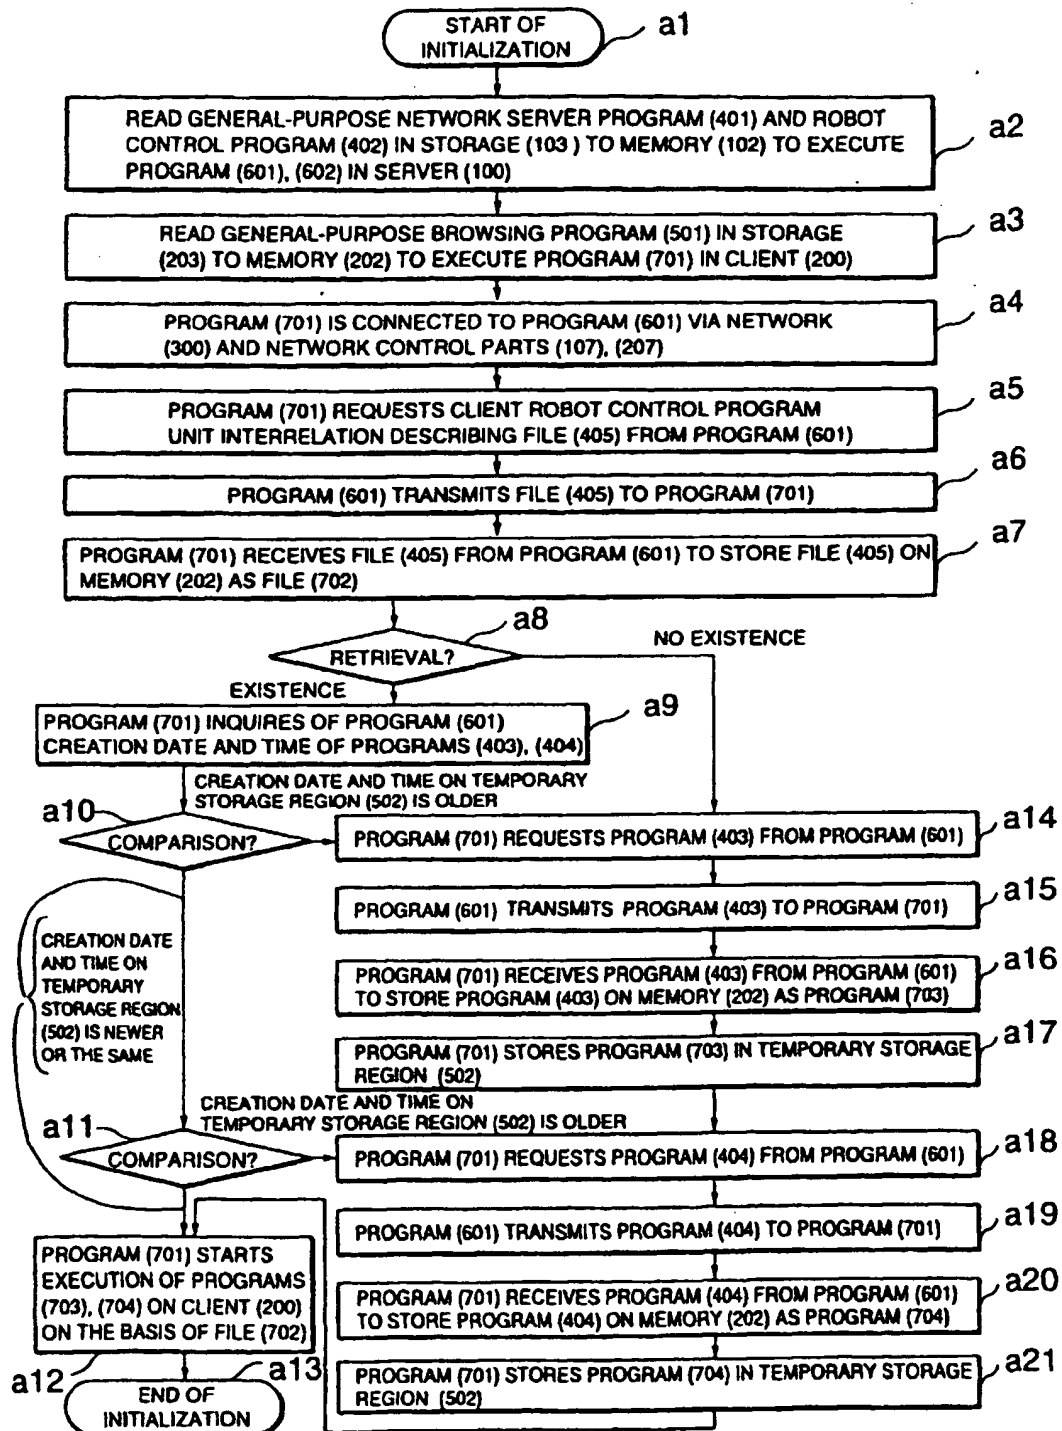 START OF
INITIALIZATION
a1
READ GENERAL-PURPOSE NETWORK SERVER PROGRAM (401) AND ROBOT
CONTROL PROGRAM (402) IN STORAGE (103 ) TO MEMORY (102) TO EXECUTE
PROGRAM (601), (602) IN SERVER (100)
a2
READ GENERAL-PURPOSE BROWSING PROGRAM (501) IN STORAGE
(203) TO MEMORY (202) TO EXECUTE PROGRAM (701) IN CLIENT (200)
a3
PROGRAM (701) IS CONNECTED TO PROGRAM (601) VIA NETWORK
(300) AND NETWORK CONTROL PARTS (107), (207)
a4
PROGRAM (701) REQUESTS CLIENT ROBOT CONTROL PROGRAM
UNIT INTERRELATION DESCRIBING FILE (405) FROM PROGRAM (601)
a5
PROGRAM (601) TRANSMITS FILE (405) TO PROGRAM (701)
a6
PROGRAM (701) RECEIVES FILE (405) FROM PROGRAM (601) TO STORE FILE (405) ON
MEMORY (202) AS FILE (702)
a7
RETRIEVAL?
a8
NO EXISTENCE
EXISTENCE
PROGRAM (701) INQUIRES OF PROGRAM (601)
CREATION DATE AND TIME OF PROGRAMS (403), (404)
a9
CREATION DATE AND TIME ON TEMPORARY
STORAGE REGION (502) IS OLDER
a10
COMPARISON?
PROGRAM (701) REQUESTS PROGRAM (403) FROM PROGRAM (601)
a14
PROGRAM (601) TRANSMITS PROGRAM (403) TO PROGRAM (701)
a15
CREATION DATE
AND TIME ON
TEMPORARY
STORAGE REGION
(502) IS NEWER
OR THE SAME
PROGRAM (701) RECEIVES PROGRAM (403) FROM PROGRAM (601)
TO STORE PROGRAM (403) ON MEMORY (202) AS PROGRAM (703)
a16
PROGRAM (701) STORES PROGRAM (703) IN TEMPORARY STORAGE
REGION (502)
a17
CREATION DATE AND TIME ON
TEMPORARY STORAGE REGION (502) IS OLDER
a11
COMPARISON?
PROGRAM (701) REQUESTS PROGRAM (404) FROM PROGRAM (601)
a18
PROGRAM (601) TRANSMITS PROGRAM (404) TO PROGRAM (701)
a19
PROGRAM (701) STARTS
EXECUTION OF PROGRAMS
(703), (704) ON CLIENT (200)
ON THE BASIS OF FILE (702)
a12
PROGRAM (701) RECEIVES PROGRAM (404) FROM PROGRAM (601)
TO STORE PROGRAM (404) ON MEMORY (202) AS PROGRAM (704)
a20
PROGRAM (701) STORES PROGRAM (704) IN TEMPORARY STORAGE
REGION (502)
a21
a13
END OF
INITIALIZATION